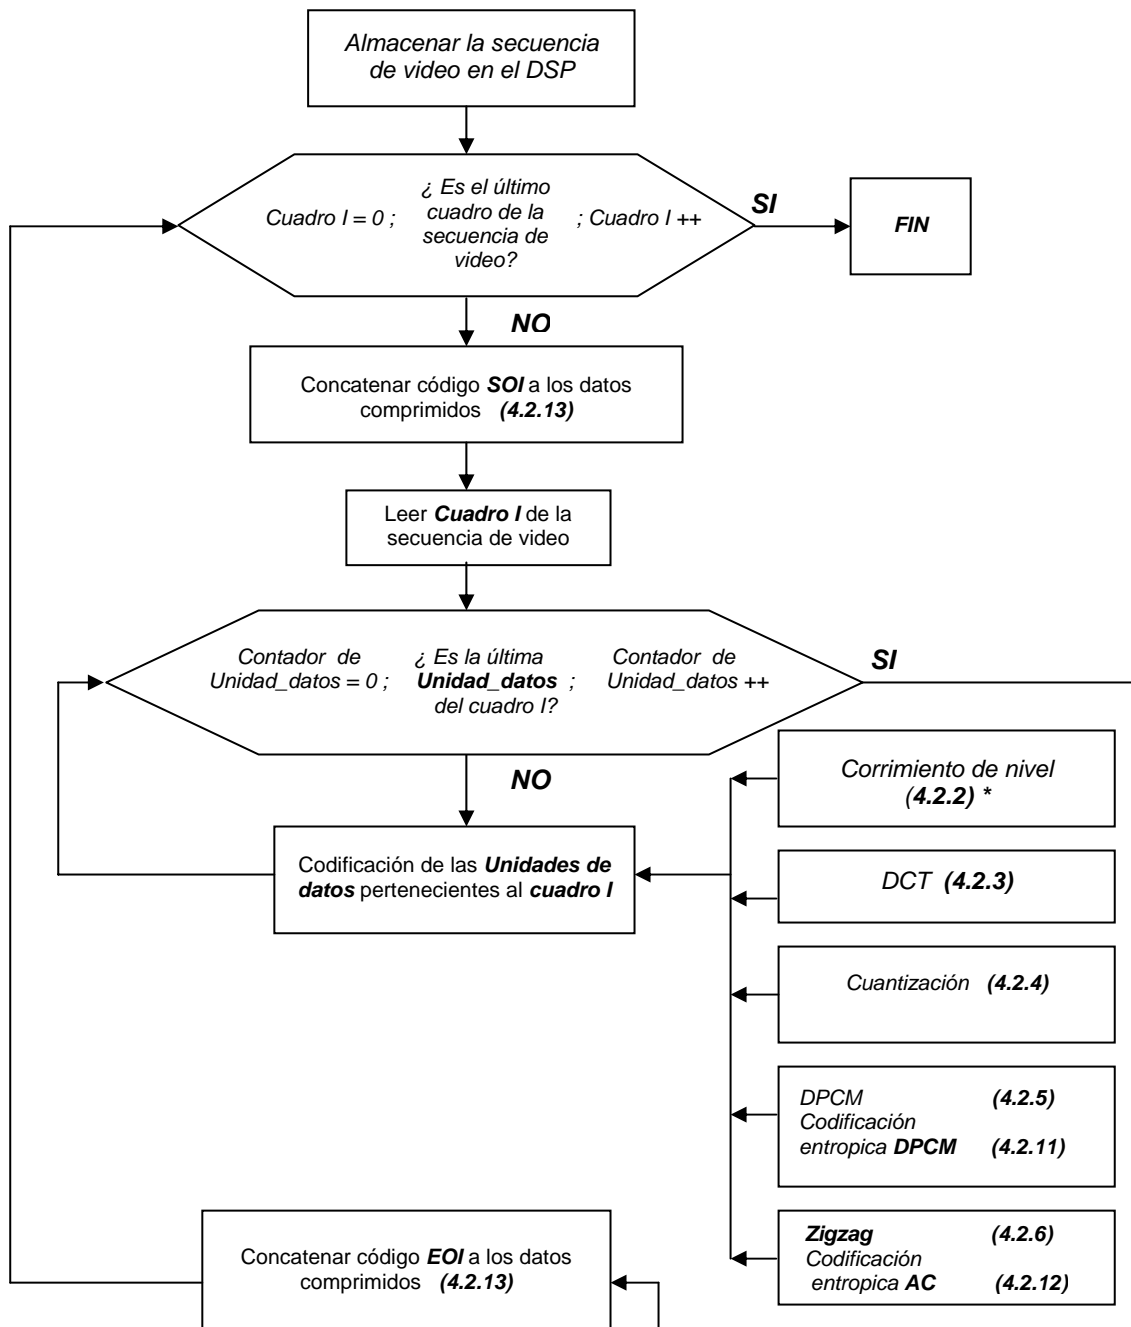 Almacenar la secuencia
de video en el DSP
Cuadro I = 0 ;
¿ Es el último
cuadro de la
secuencia de
video?
; Cuadro I ++
SI
FIN
NO
Concatenar código SOI a los datos
comprimidos (4.2.13)
Leer Cuadro I de la
secuencia de video
Contador de
Unidad_datos = 0 ;
¿ Es la última
Unidad_datos ;
del cuadro I?
Contador de
Unidad_datos ++
SI
NO
Codificación de las Unidades de
datos pertenecientes al cuadro I
Corrimiento de nivel
(4.2.2) *
DCT (4.2.3)
Cuantización (4.2.4)
DPCM (4.2.5)
Codificación
entropica DPCM (4.2.11)
Zigzag (4.2.6)
Codificación
entropica AC (4.2.12)
Concatenar código EOI a los datos
comprimidos (4.2.13)